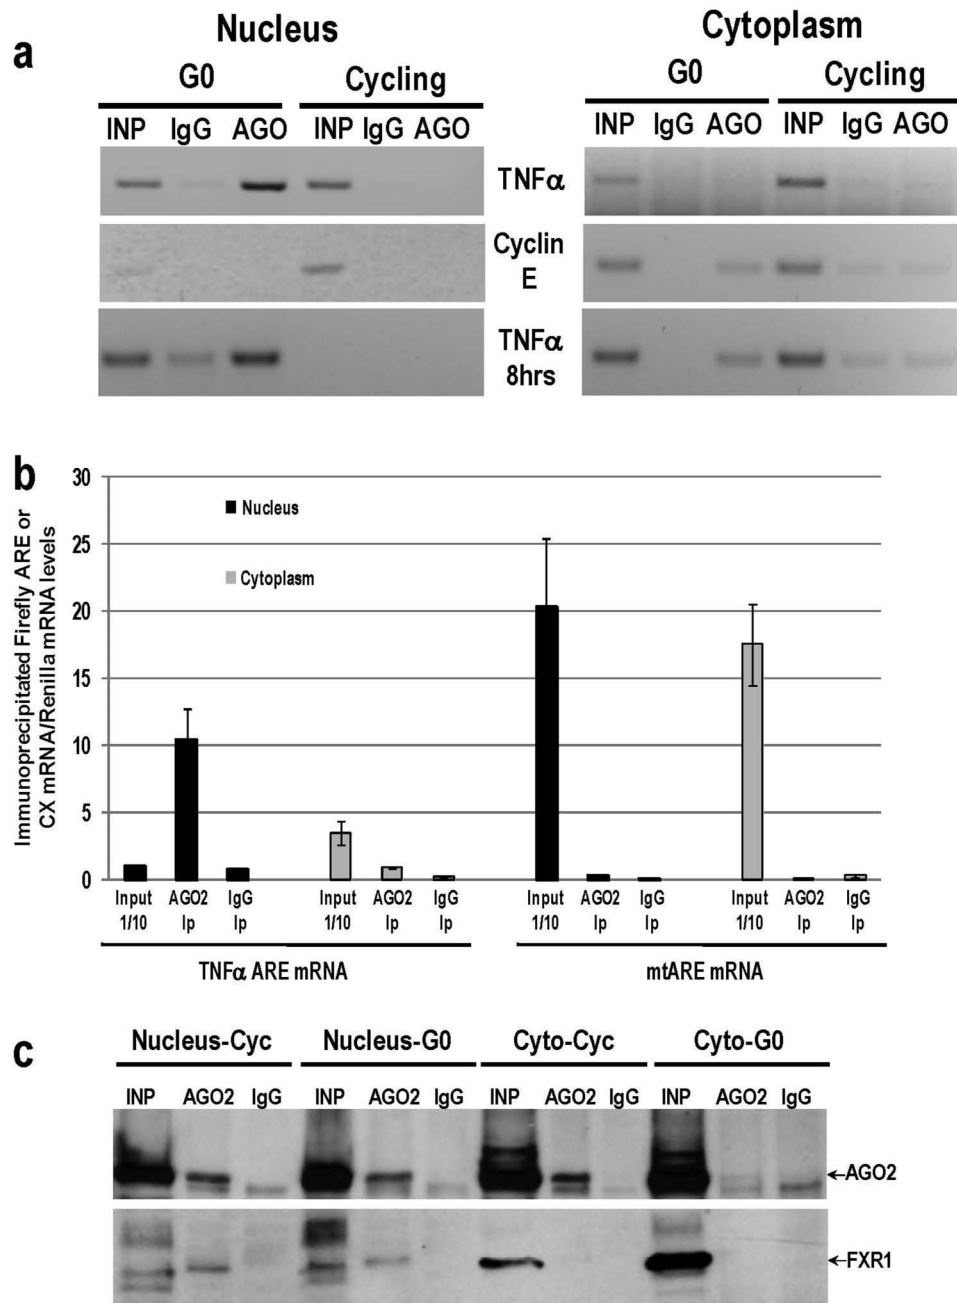 a
Nucleus
Cytoplasm
G0 Cycling
G0 Cycling
INP IgG AGO INP IgG AGO
INP IgG AGO INP IgG AGO
TNFα
Cyclin
E
TNFα
8hrs
b
Immunoprecipitated Firefly ARE or
CX mRNA/Renilla mRNA levels
30
25
20
15
10
5
0
Nucleus
Cytoplasm
Input AGO2 IgG Input AGO2 IgG Input AGO2 IgG Input AGO2 IgG
1/10 Ip Ip 1/10 Ip Ip 1/10 Ip Ip 1/10 Ip Ip
TNFα ARE mRNA mtARE mRNA
c
Nucleus-Cyc Nucleus-G0 Cyto-Cyc Cyto-G0
INP AGO2 IgG INP AGO2 IgG INP AGO2 IgG INP AGO2 IgG
←AGO2
←FXR1